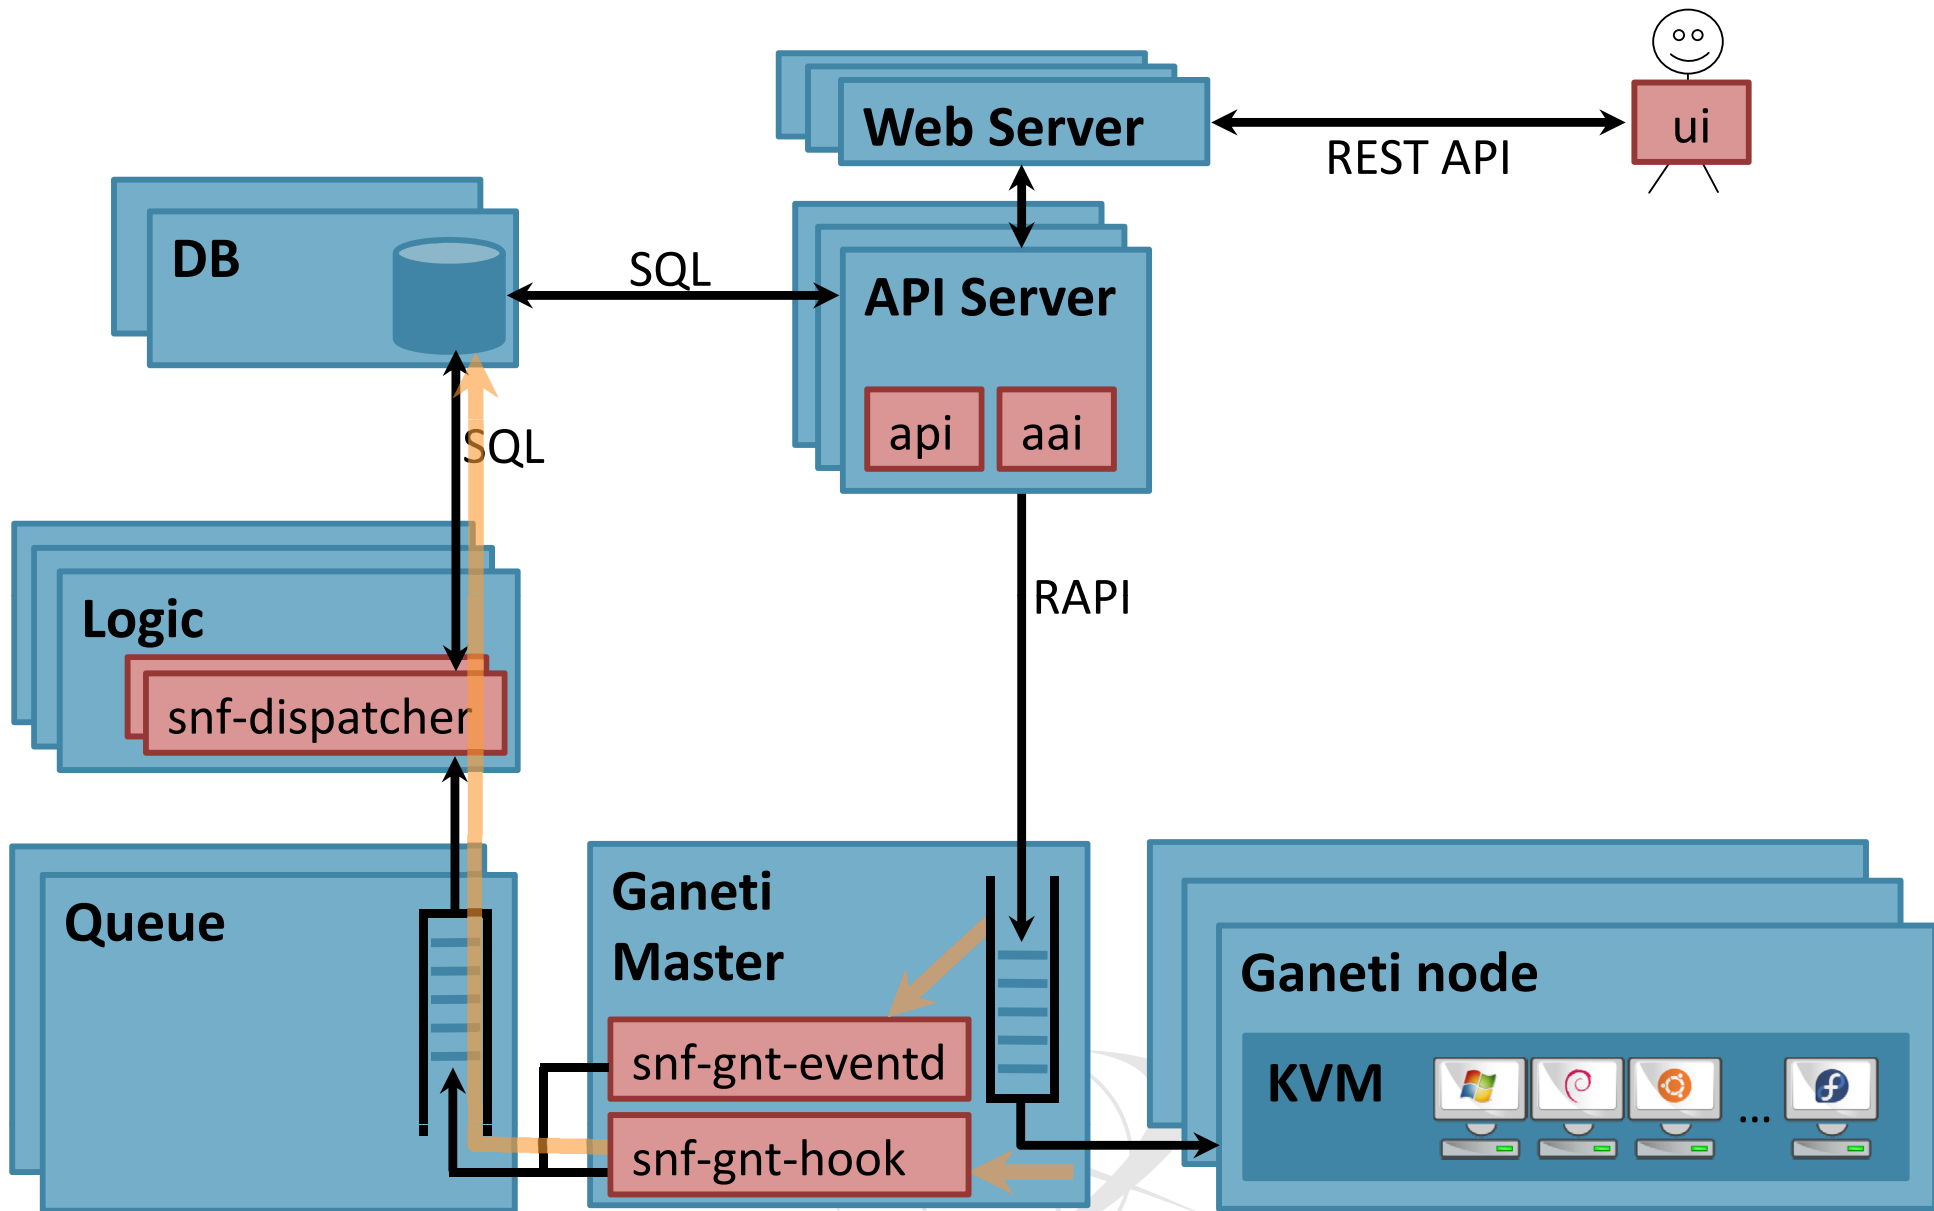 Web Server
ui
REST API
DB
SQL
API Server
api
aai
SQL
RAPI
Logic
snf-dispatcher
Queue
Ganeti
Master
snf-gnt-eventd
snf-gnt-hook
Ganeti node
KVM
...